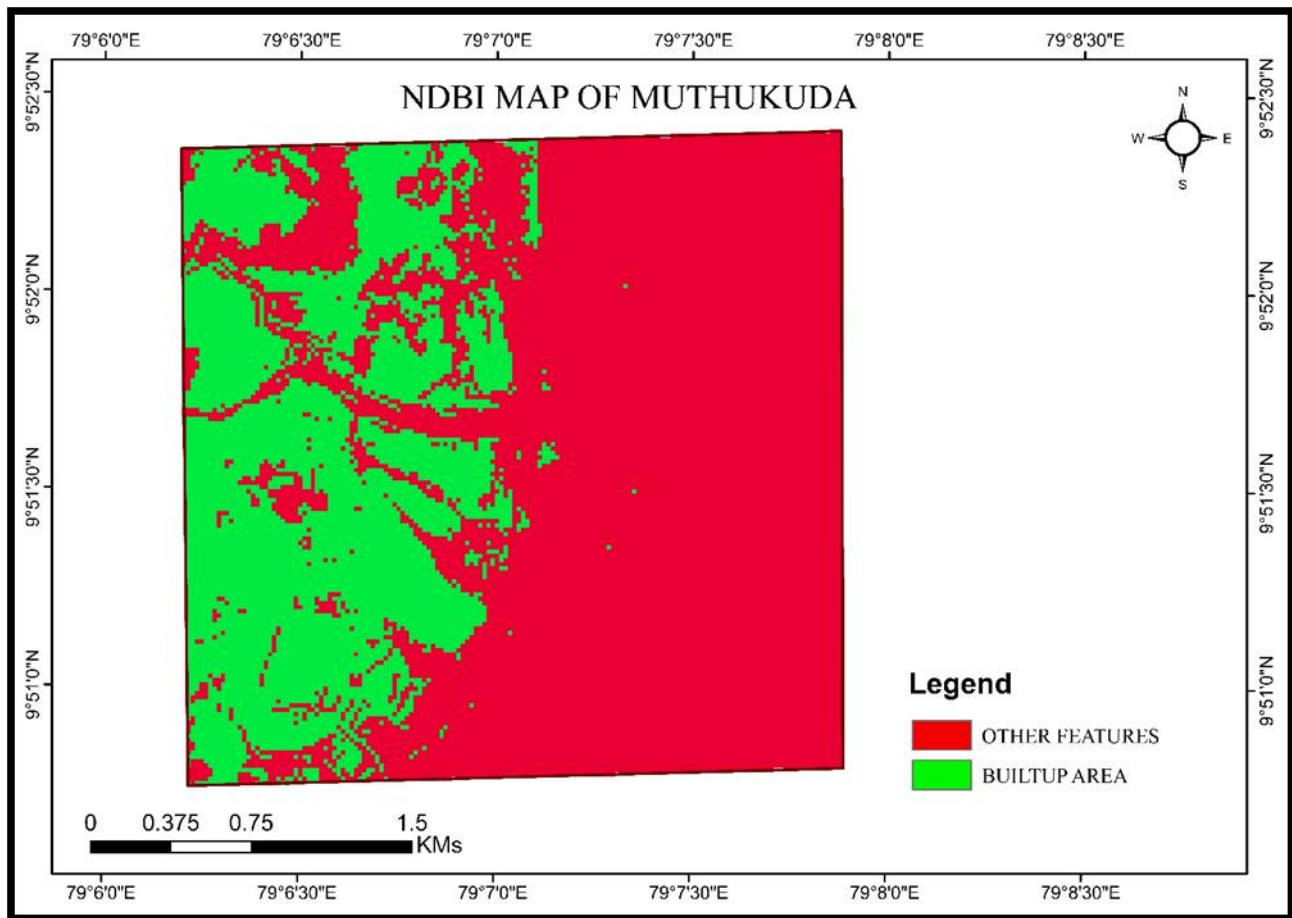 79°6'0"E 79°6'30"E 79°7'0"E 79°7'30"E 79°8'0"E 79°8'30"E
NDBI MAP OF MUTHUKUDA
N
W E
S
9°52'30"N 9°52'30"N
9°52'0"N 9°52'0"N
9°51'30"N 9°51'30"N
9°51'0"N 9°51'0"N
Legend
OTHER FEATURES
BUILTUP AREA
0 0.375 0.75 1.5
KMs
79°6'0"E 79°6'30"E 79°7'0"E 79°7'30"E 79°8'0"E 79°8'30"E